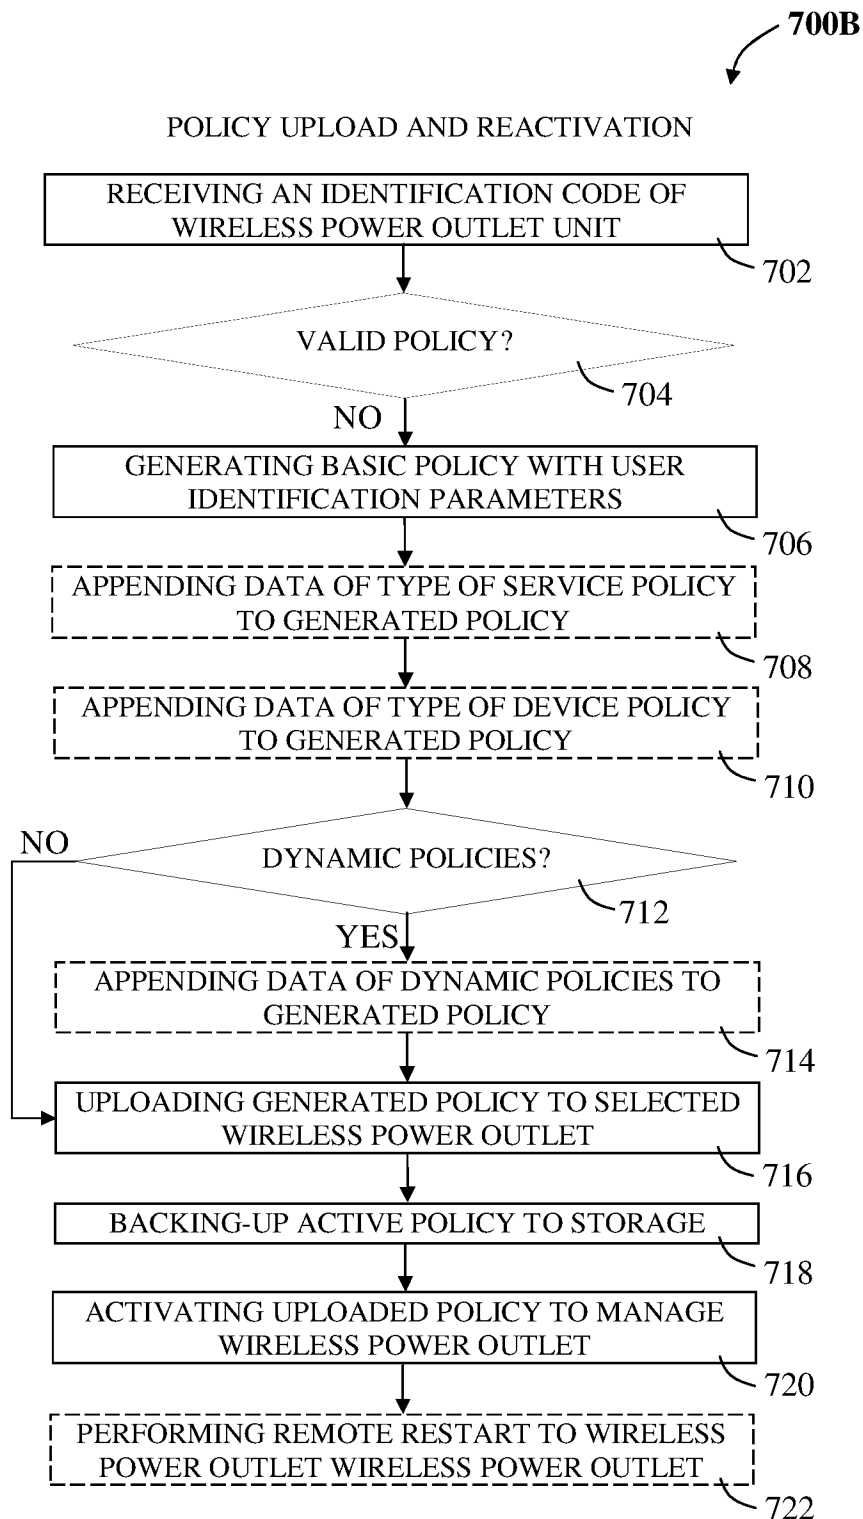 700B
POLICY UPLOAD AND REACTIVATION
RECEIVING AN IDENTIFICATION CODE OF
WIRELESS POWER OUTLET UNIT
702
VALID POLICY?
704
NO
GENERATING BASIC POLICY WITH USER
IDENTIFICATION PARAMETERS
706
APPENDING DATA OF TYPE OF SERVICE POLICY
TO GENERATED POLICY
708
APPENDING DATA OF TYPE OF DEVICE POLICY
TO GENERATED POLICY
710
NO
DYNAMIC POLICIES?
712
YES
APPENDING DATA OF DYNAMIC POLICIES TO
GENERATED POLICY
714
UPLOADING GENERATED POLICY TO SELECTED
WIRELESS POWER OUTLET
716
BACKING-UP ACTIVE POLICY TO STORAGE
718
ACTIVATING UPLOADED POLICY TO MANAGE
WIRELESS POWER OUTLET
720
PERFORMING REMOTE RESTART TO WIRELESS
POWER OUTLET WIRELESS POWER OUTLET
722